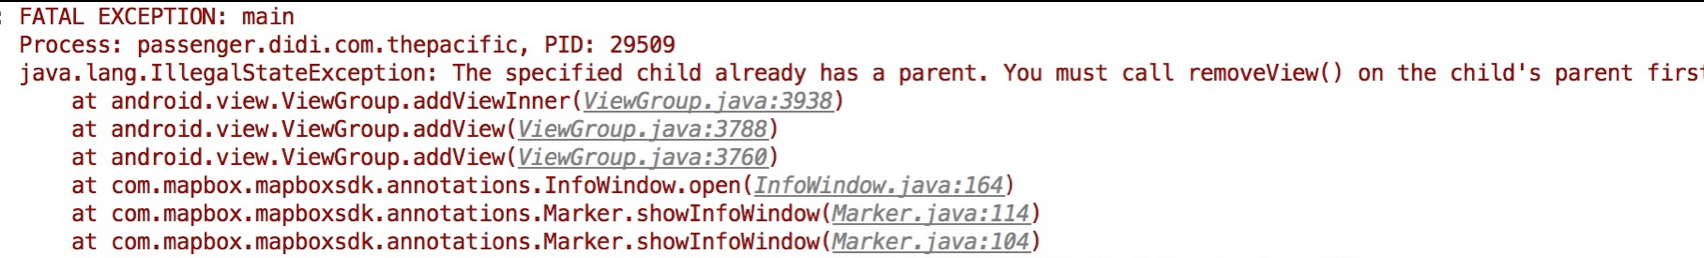 : FATAL EXCEPTION: main
Process: passenger.didi.com.thepacific, PID: 29509
java.lang.IllegalStateException: The specified child already has a parent. You must call removeView() on the child's parent first
at android.view.ViewGroup.addViewInner(ViewGroup.java:3938)
at android.view.ViewGroup.addView(ViewGroup.java:3788)
at android.view.ViewGroup.addView(ViewGroup.java:3760)
at com.mapbox.mapboxsdk.annotations.InfoWindow.open(InfoWindow.java:164)
at com.mapbox.mapboxsdk.annotations.Marker.showInfoWindow(Marker.java:114)
at com.mapbox.mapboxsdk.annotations.Marker.showInfoWindow(Marker.java:104)